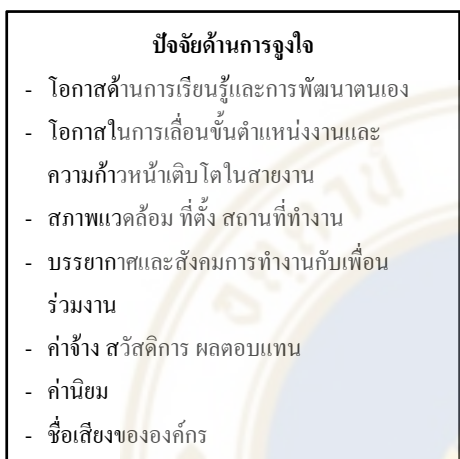 ปัจจัยด้านการจูงใจ
- โอกาสด้านการเรียนรู้และการพัฒนาตนเอง
- โอกาสในการเลื่อนขั้นตำแหน่งงานและ
ความก้าวหน้าเติบโตในสายงาน
- สภาพแวดล้อม ที่ตั้ง สถานที่ทำงาน
- บรรยากาศและสังคมการทำงานกับเพื่อน
ร่วมงาน
- ค่าจ้าง สวัสดิการ ผลตอบแทน
- ค่านิยม
- ชื่อเสียงขององค์กร